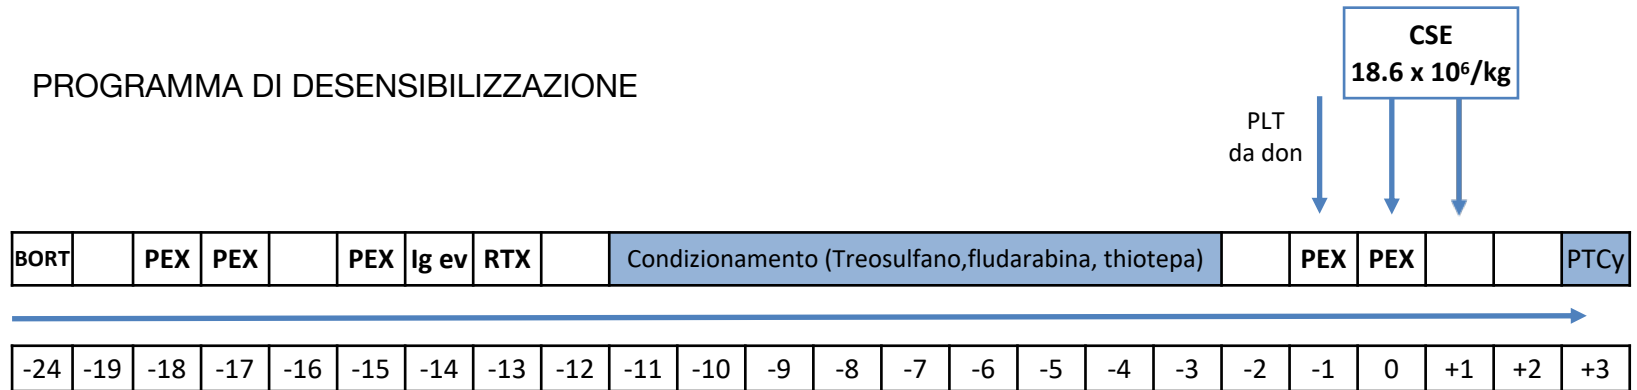 CSE
18.6 x 10⁶/kg
PROGRAMMA DI DESENSIBILIZZAZIONE
PLT
da don
BORT PEX PEX PEX Ig ev RTX Condizionamento (Treosulfano,fludarabina, thiotepa) PEX PEX PTCy
-24 -19 -18 -17 -16 -15 -14 -13 -12 -11 -10 -9 -8 -7 -6 -5 -4 -3 -2 -1 0 +1 +2 +3